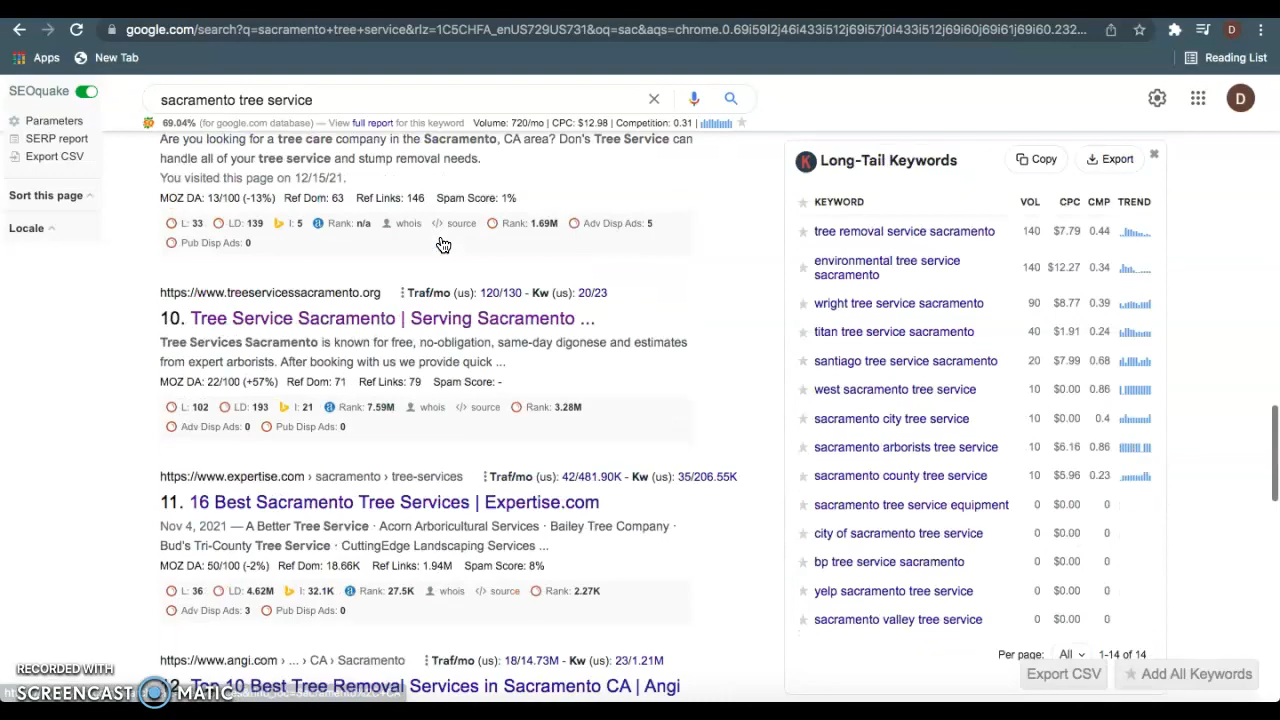 google.com/search?q=sacramento+tree+service&rlz=1C5CHFA_enUS729US731&oq=sac&aqs=chrome.0.69i59l2j46i433i512j69i57j0i433i512j69i60j69i61j69i60.232...
D
Apps
New Tab
Reading List
SEOquake
Parameters
SERP report
Export CSV
Sort this page
Locale
sacramento tree service
D
69.04% (for google.com database) — View full report for this keyword Volume: 720/mo | CPC: $12.98 | Competition: 0.31 |
Are you looking for a tree care company in the Sacramento, CA area? Don's Tree Service can
handle all of your tree service and stump removal needs.
You visited this page on 12/15/21.
MOZ DA: 13/100 (-13%) Ref Dom: 63 Ref Links: 146 Spam Score: 1%
L: 33 LD: 139 I: 5 Rank: n/a whois </> source Rank: 1.69M Adv Disp Ads: 5
Pub Disp Ads: 0
https://www.treeservicessacramento.org Traf/mo (us): 120/130 - Kw (us): 20/23
10. Tree Service Sacramento | Serving Sacramento ...
Tree Services Sacramento is known for free, no-obligation, same-day digonese and estimates
from expert arborists. After booking with us we provide quick ...
MOZ DA: 22/100 (+57%) Ref Dom: 71 Ref Links: 79 Spam Score: -
L: 102 LD: 193 I: 21 Rank: 7.59M whois </> source Rank: 3.28M
Adv Disp Ads: 0 Pub Disp Ads: 0
https://www.expertise.com › sacramento › tree-services Traf/mo (us): 42/481.90K - Kw (us): 35/206.55K
11. 16 Best Sacramento Tree Services | Expertise.com
Nov 4, 2021 — A Better Tree Service · Acorn Arboricultural Services · Bailey Tree Company ·
Bud's Tri-County Tree Service · CuttingEdge Landscaping Services ...
MOZ DA: 50/100 (-2%) Ref Dom: 18.66K Ref Links: 1.94M Spam Score: 8%
L: 36 LD: 4.62M I: 32.1K Rank: 27.5K whois </> source Rank: 2.27K
Adv Disp Ads: 3 Pub Disp Ads: 0
https://www.angi.com › ... › CA › Sacramento Traf/mo (us): 18/14.73M - Kw (us): 23/1.21M
12. Top 10 Best Tree Removal Services in Sacramento CA | Angi
K Long-Tail Keywords Copy Export
KEYWORD VOL CPC CMP TREND
tree removal service sacramento 140 $7.79 0.44
environmental tree service
sacramento 140 $12.27 0.34
wright tree service sacramento 90 $8.77 0.39
titan tree service sacramento 40 $1.91 0.24
santiago tree service sacramento 20 $7.99 0.68
west sacramento tree service 10 $0.00 0.86
sacramento city tree service 10 $0.00 0.4
sacramento arborists tree service 10 $6.16 0.86
sacramento county tree service 10 $5.96 0.23
sacramento tree service equipment 0 $0.00 0
city of sacramento tree service 0 $0.00 0
bp tree service sacramento 0 $0.00 0
yelp sacramento tree service 0 $0.00 0
sacramento valley tree service 0 $0.00 0
Per page: All 1-14 of 14
Export CSV Add All Keywords
RECORDED WITH
SCREENCAST MATIC